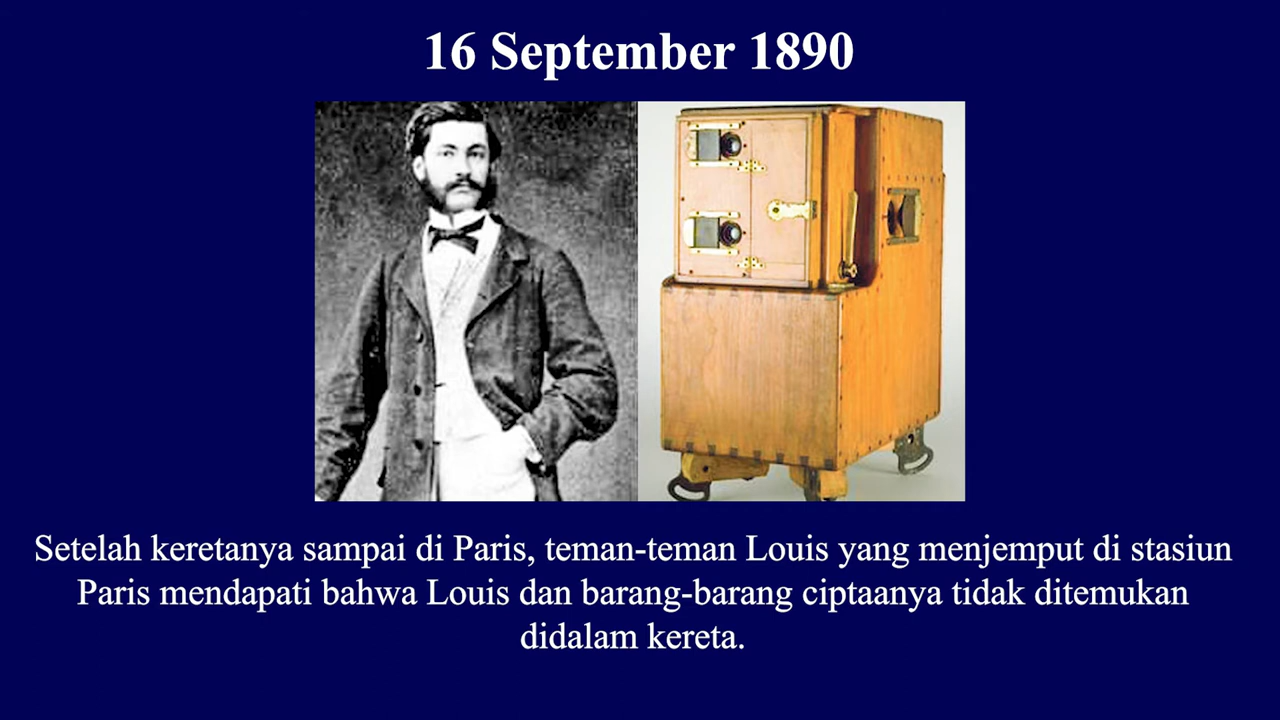 16 September 1890
Setelah keretanya sampai di Paris, teman-teman Louis yang menjemput di stasiun
Paris mendapati bahwa Louis dan barang-barang ciptaanya tidak ditemukan
didalam kereta.